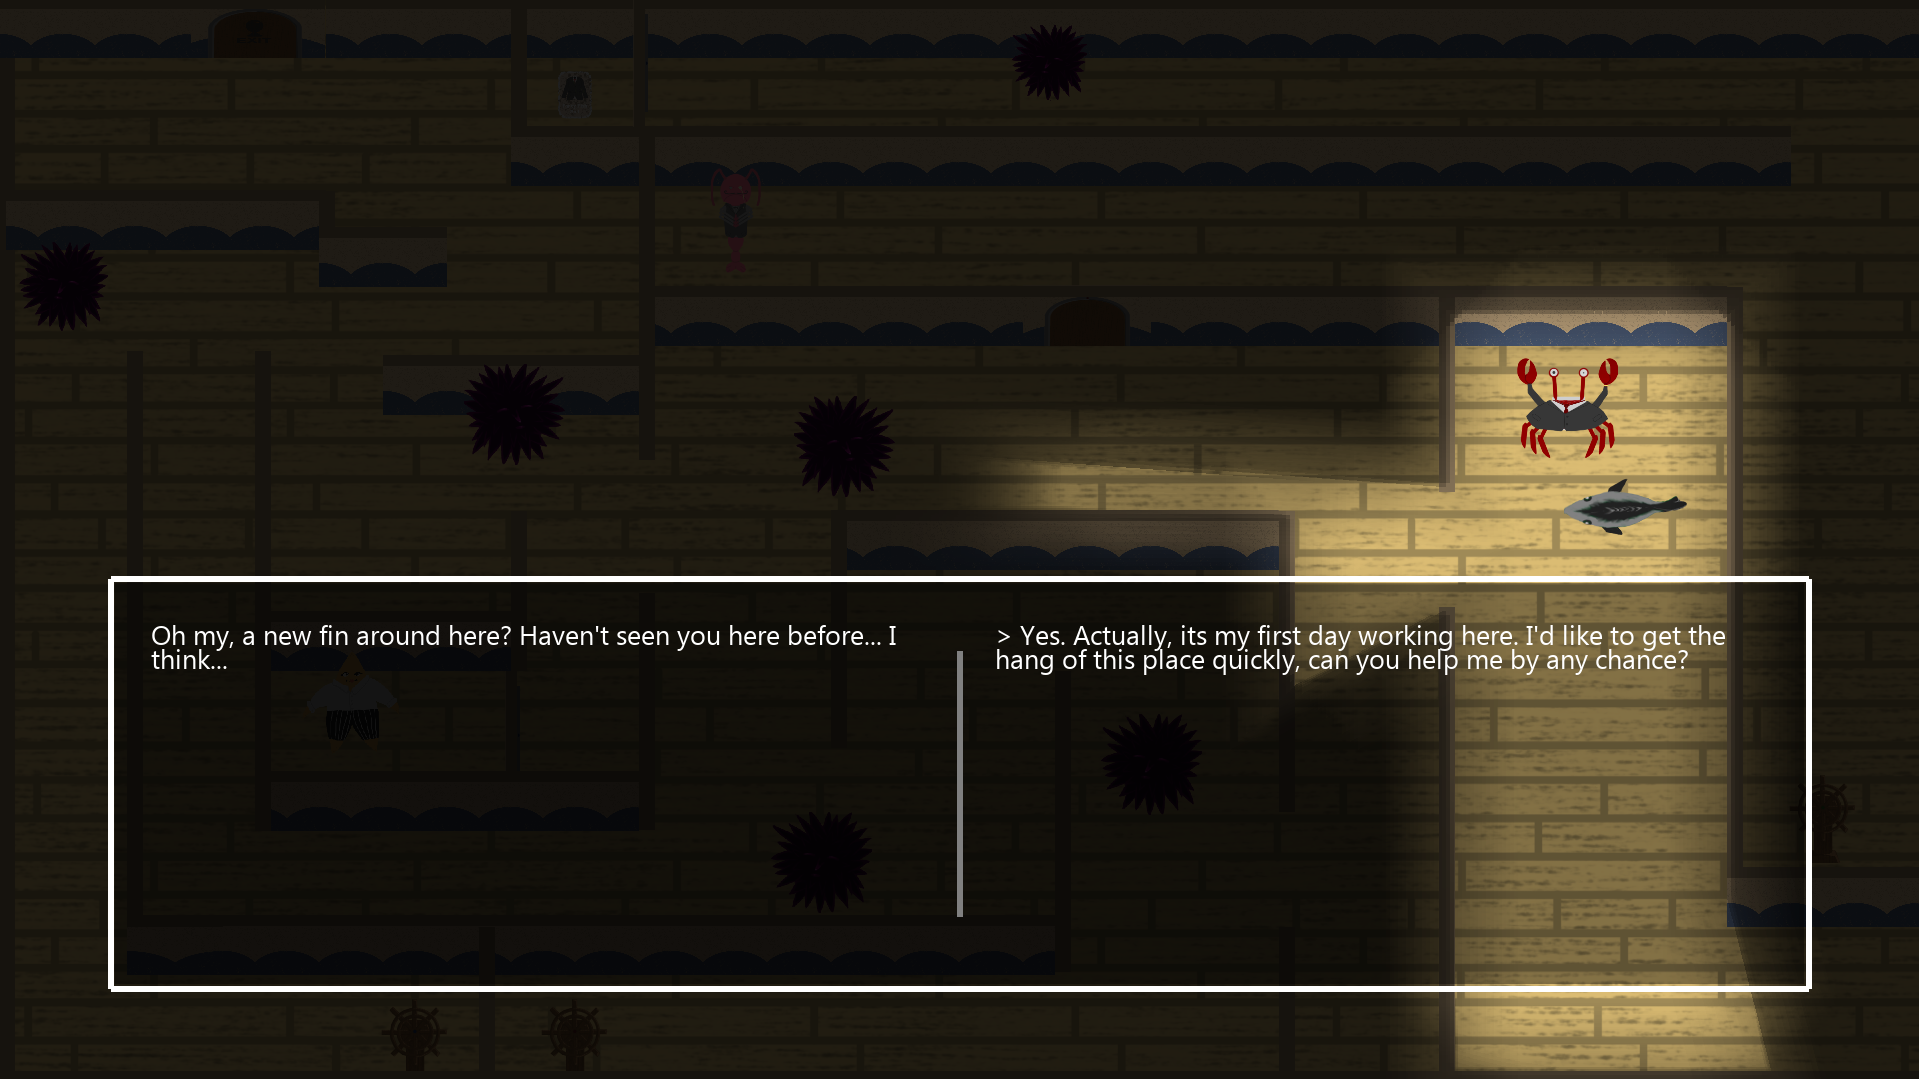 Oh my, a new fin around here? Haven't seen you here before... I
think...
> Yes. Actually, its my first day working here. I'd like to get the
hang of this place quickly, can you help me by any chance?